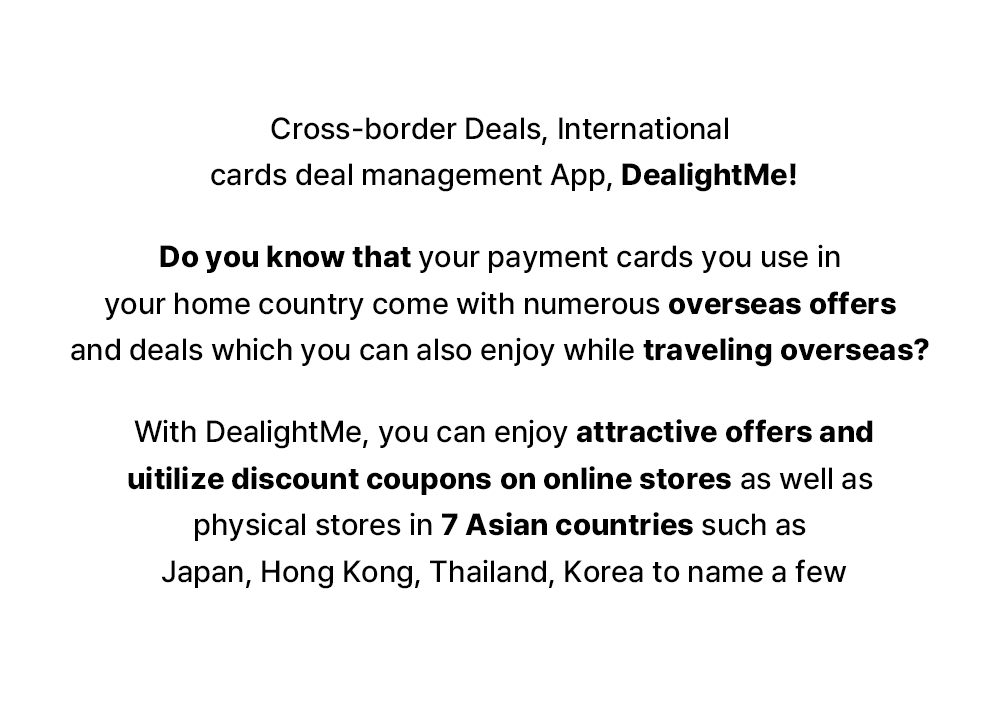 Cross-border Deals, International
cards deal management App, DealightMe!
Do you know that your payment cards you use in
your home country come with numerous overseas offers
and deals which you can also enjoy while traveling overseas?
With DealightMe, you can enjoy attractive offers and
uitilize discount coupons on online stores as well as
physical stores in 7 Asian countries such as
Japan, Hong Kong, Thailand, Korea to name a few